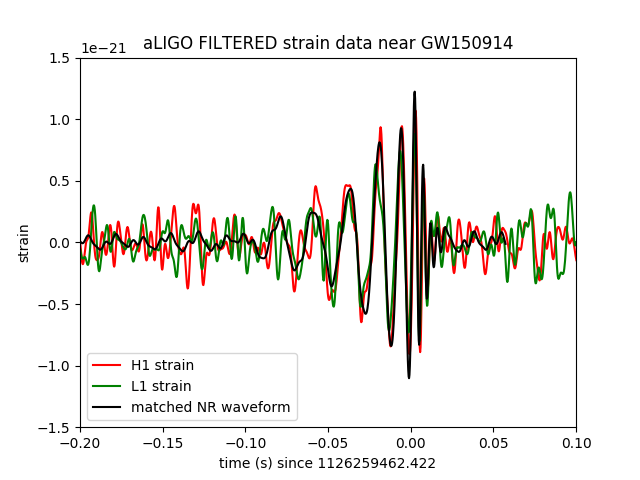 aLIGO FILTERED strain data near GW150914
1e−21
1.5
1.0
0.5
0.0
−0.5
−1.0
−1.5
strain
H1 strain
L1 strain
matched NR waveform
−0.20 −0.15 −0.10 −0.05 0.00 0.05 0.10
time (s) since 1126259462.422